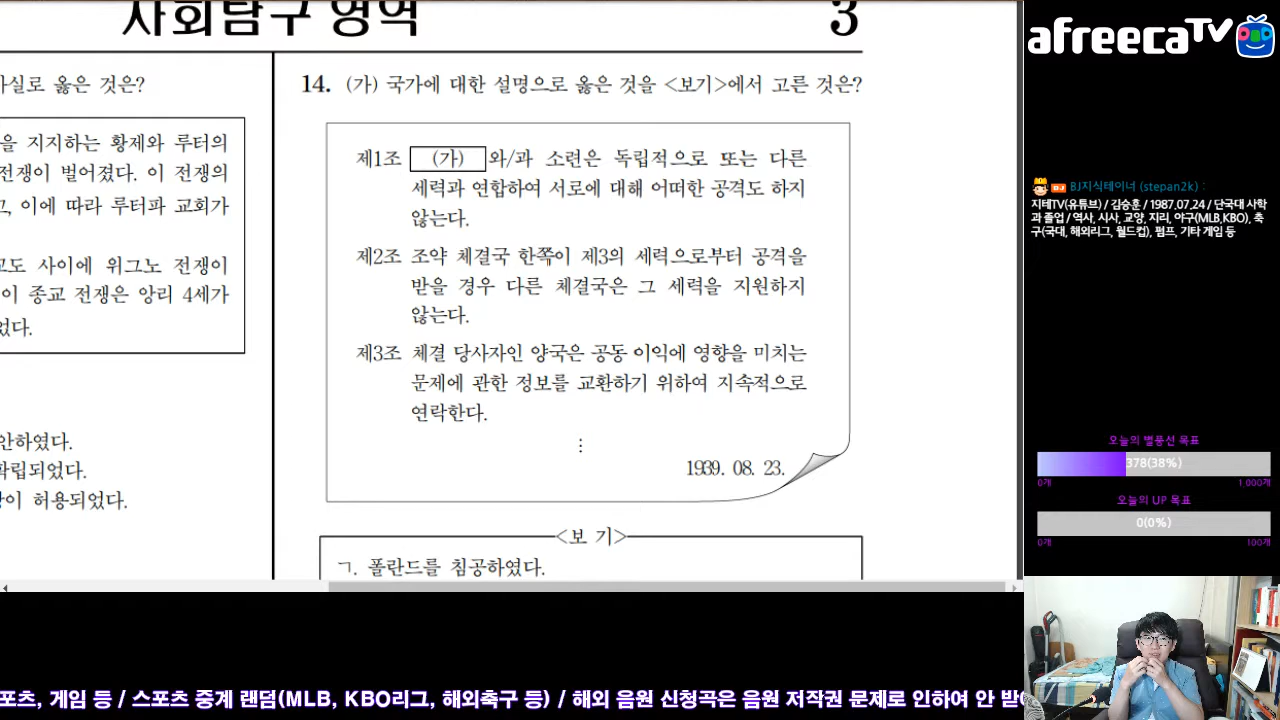 사회탐구 영역
3
사실로 옳은 것은?
을 지지하는 황제와 루터의
전쟁이 벌어졌다. 이 전쟁의
, 이에 따라 루터파 교회가
교도 사이에 위그노 전쟁이
이 종교 전쟁은 앙리 4세가
었다.
안하였다.
확립되었다.
이 허용되었다.
14. (가) 국가에 대한 설명으로 옳은 것을 <보기>에서 고른 것은?
제1조 (가) 와/과 소련은 독립적으로 또는 다른
세력과 연합하여 서로에 대해 어떠한 공격도 하지
않는다.
제2조 조약 체결국 한쪽이 제3의 세력으로부터 공격을
받을 경우 다른 체결국은 그 세력을 지원하지
않는다.
제3조 체결 당사자인 양국은 공동 이익에 영향을 미치는
문제에 관한 정보를 교환하기 위하여 지속적으로
연락한다.
⋮
1939. 08. 23.
<보 기>
ㄱ. 폴란드를 침공하였다.
afreecaTV
BJ BJ지식테이너 (stepan2k) :
지테TV(유튜브) / 김승훈 / 1987.07.24 / 단국대 사학
과 졸업 / 역사, 시사, 교양, 지리, 야구(MLB,KBO), 축
구(국대, 해외리그, 월드컵), 펌프, 기타 게임 등
오늘의 별풍선 목표
378(38%)
0개 1,000개
오늘의 UP 목표
0(0%)
0개 100개
포츠, 게임 등 / 스포츠 중계 랜덤(MLB, KBO리그, 해외축구 등) / 해외 음원 신청곡은 음원 저작권 문제로 인하여 안 받